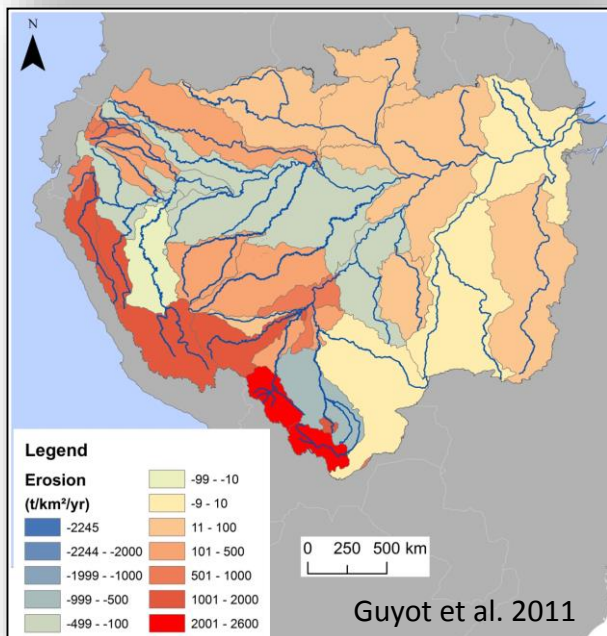 N
Legend
Erosion
(t/km²/yr)
-2245
-2244 - -2000
-1999 - -1000
-999 - -500
-499 - -100
-99 - -10
-9 - 10
11 - 100
101 - 500
501 - 1000
1001 - 2000
2001 - 2600
0 250 500 km
Guyot et al. 2011